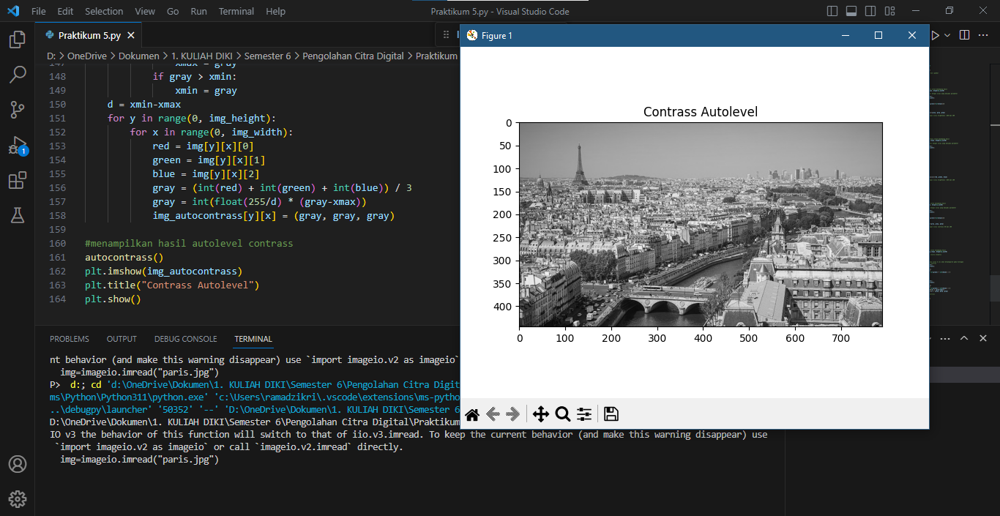 File Edit Selection View Go Run Terminal Help
Praktikum 5.py - Visual Studio Code
Praktikum 5.py
D: > OneDrive > Dokumen > 1. KULIAH DIKI > Semester 6 > Pengolahan Citra Digital > Praktikum
147 xmax = gray
148 if gray > xmin:
149 xmin = gray
150 d = xmin-xmax
151 for y in range(0, img_height):
152 for x in range(0, img_width):
153 red = img[y][x][0]
154 green = img[y][x][1]
155 blue = img[y][x][2]
156 gray = (int(red) + int(green) + int(blue)) / 3
157 gray = int(float(255/d) * (gray-xmax))
158 img_autocontrass[y][x] = (gray, gray, gray)
159
160 #menampilkan hasil autolevel contrass
161 autocontrass()
162 plt.imshow(img_autocontrass)
163 plt.title("Contrass Autolevel")
164 plt.show()
1
Figure 1
Contrass Autolevel
0
50
100
150
200
250
300
350
400
0 100 200 300 400 500 600 700
PROBLEMS OUTPUT DEBUG CONSOLE TERMINAL
nt behavior (and make this warning disappear) use `import imageio.v2 as imageio`
img=imageio.imread("paris.jpg")
P> d:; cd 'd:\OneDrive\Dokumen\1. KULIAH DIKI\Semester 6\Pengolahan Citra Digit
ms\Python\Python311\python.exe' 'c:\Users\ramadzikri\.vscode\extensions\ms-pytho
..\debugpy\launcher' '50352' '--' 'D:\OneDrive\Dokumen\1. KULIAH DIKI\Semester 6
D:\OneDrive\Dokumen\1. KULIAH DIKI\Semester 6\Pengolahan Citra Digital\Praktikum
IO v3 the behavior of this function will switch to that of iio.v3.imread. To keep the current behavior (and make this warning disappear) use
`import imageio.v2 as imageio` or call `imageio.v2.imread` directly.
img=imageio.imread("paris.jpg")